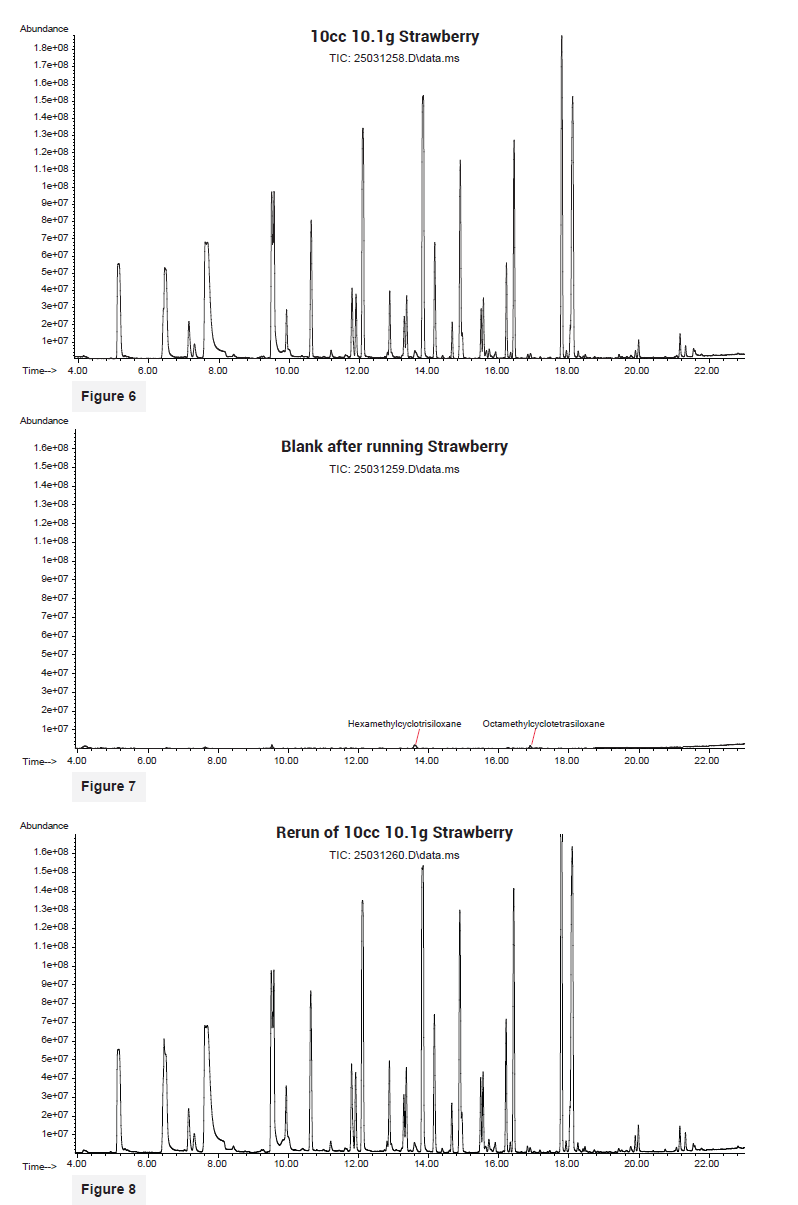 Abundance
10cc 10.1g Strawberry
TIC: 25031258.D\data.ms
1.8e+08
1.7e+08
1.6e+08
1.5e+08
1.4e+08
1.3e+08
1.2e+08
1.1e+08
1e+08
9e+07
8e+07
7e+07
6e+07
5e+07
4e+07
3e+07
2e+07
1e+07
Time--> 4.00 6.00 8.00 10.00 12.00 14.00 16.00 18.00 20.00 22.00
Figure 6
Abundance
Blank after running Strawberry
TIC: 25031259.D\data.ms
1.6e+08
1.5e+08
1.4e+08
1.3e+08
1.2e+08
1.1e+08
1e+08
9e+07
8e+07
7e+07
6e+07
5e+07
4e+07
3e+07
2e+07
1e+07
Hexamethylcyclotrisiloxane Octamethylcyclotetrasiloxane
Time--> 4.00 6.00 8.00 10.00 12.00 14.00 16.00 18.00 20.00 22.00
Figure 7
Abundance
Rerun of 10cc 10.1g Strawberry
TIC: 25031260.D\data.ms
1.6e+08
1.5e+08
1.4e+08
1.3e+08
1.2e+08
1.1e+08
1e+08
9e+07
8e+07
7e+07
6e+07
5e+07
4e+07
3e+07
2e+07
1e+07
Time--> 4.00 6.00 8.00 10.00 12.00 14.00 16.00 18.00 20.00 22.00
Figure 8